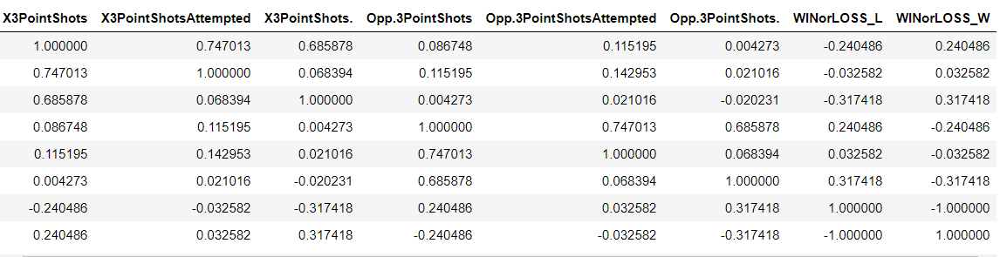 X3PointShots X3PointShotsAttempted X3PointShots. Opp.3PointShots Opp.3PointShotsAttempted Opp.3PointShots. WINorLOSS_L WINorLOSS_W
1.000000 0.747013 0.685878 0.086748 0.115195 0.004273 -0.240486 0.240486
0.747013 1.000000 0.068394 0.115195 0.142953 0.021016 -0.032582 0.032582
0.685878 0.068394 1.000000 0.004273 0.021016 -0.020231 -0.317418 0.317418
0.086748 0.115195 0.004273 1.000000 0.747013 0.685878 0.240486 -0.240486
0.115195 0.142953 0.021016 0.747013 1.000000 0.068394 0.032582 -0.032582
0.004273 0.021016 -0.020231 0.685878 0.068394 1.000000 0.317418 -0.317418
-0.240486 -0.032582 -0.317418 0.240486 0.032582 0.317418 1.000000 -1.000000
0.240486 0.032582 0.317418 -0.240486 -0.032582 -0.317418 -1.000000 1.000000